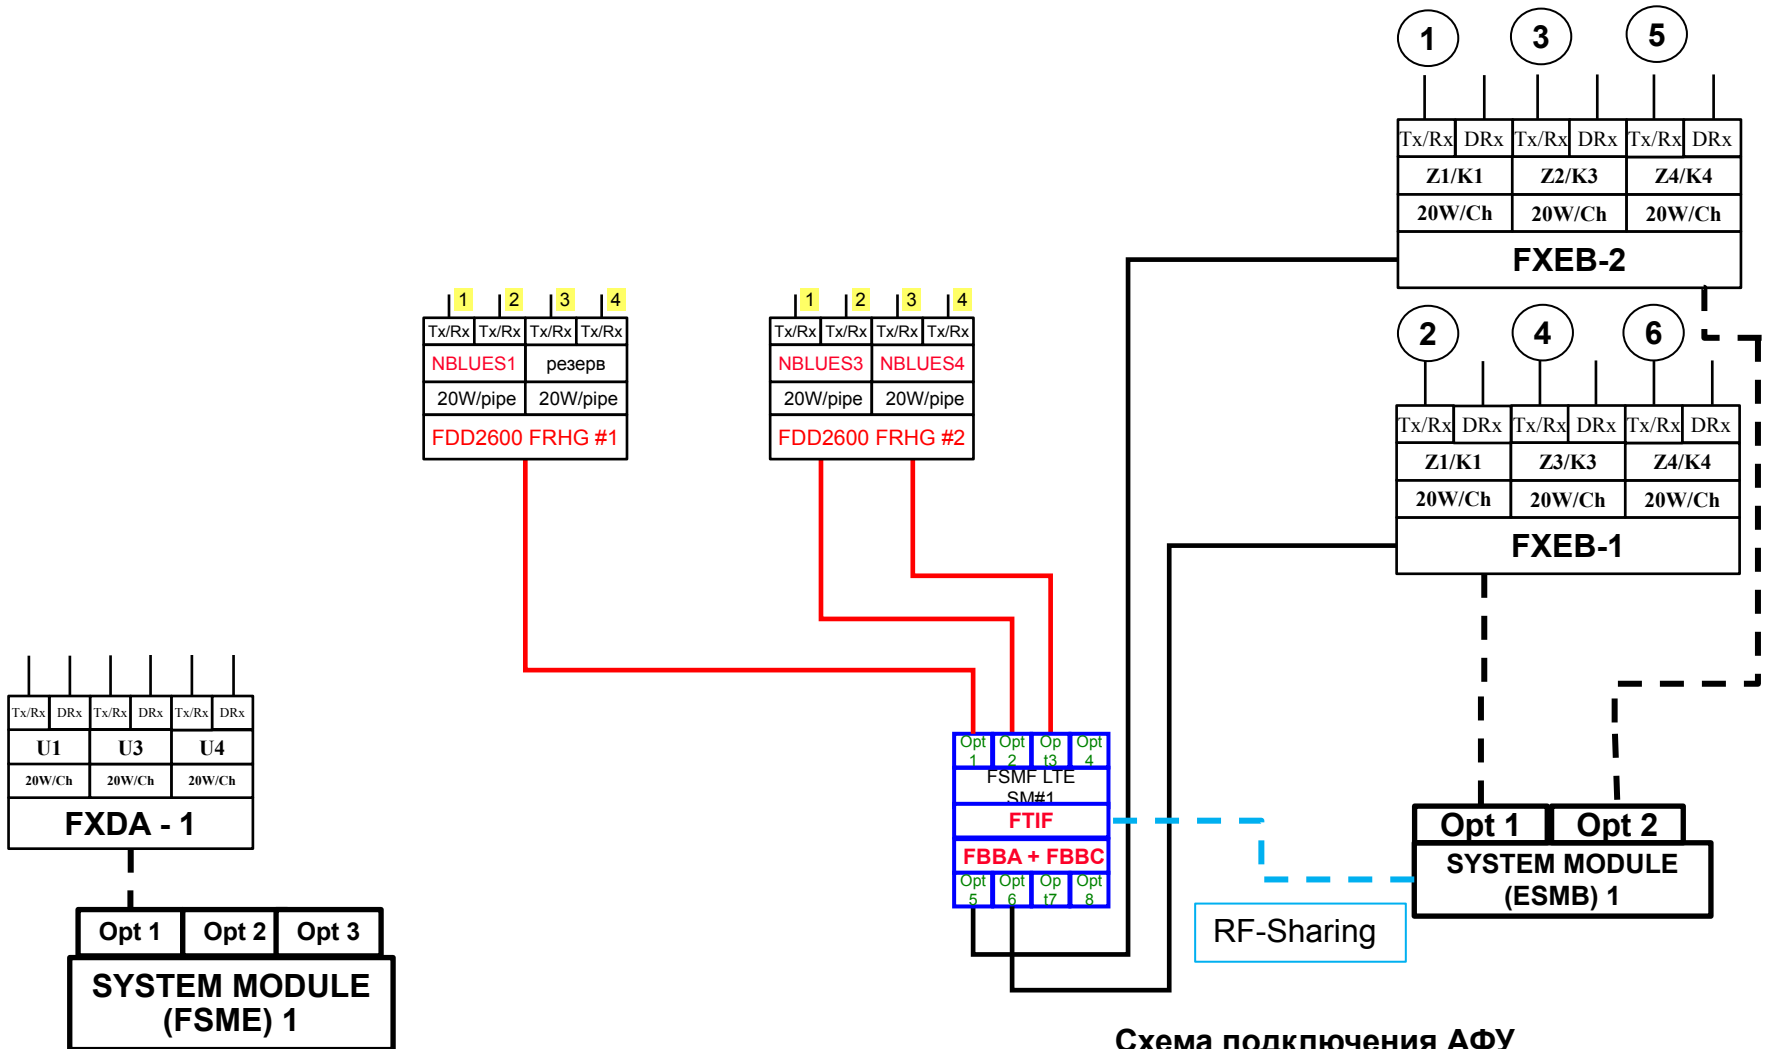 1 3 5
Tx/Rx DRx Tx/Rx DRx Tx/Rx DRx
Z1/K1 Z2/K3 Z4/K4
20W/Ch 20W/Ch 20W/Ch
FXEB-2
1 2 3 4
Tx/Rx Tx/Rx Tx/Rx Tx/Rx
NBLUES1 резерв
20W/pipe 20W/pipe
FDD2600 FRHG #1
1 2 3 4
Tx/Rx Tx/Rx Tx/Rx Tx/Rx
NBLUES3 NBLUES4
20W/pipe 20W/pipe
FDD2600 FRHG #2
2 4 6
Tx/Rx DRx Tx/Rx DRx Tx/Rx DRx
Z1/K1 Z3/K3 Z4/K4
20W/Ch 20W/Ch 20W/Ch
FXEB-1
Tx/Rx DRx Tx/Rx DRx Tx/Rx DRx
U1 U3 U4
20W/Ch 20W/Ch 20W/Ch
FXDA - 1
Opt 1 Opt 2 Opt 3
SYSTEM MODULE
(FSME) 1
Opt Opt Op Opt
1 2 t3 4
FSMF LTE
SM#1
FTIF
FBBA + FBBC
Opt Opt Op Opt
5 6 t7 8
Opt 1 Opt 2
SYSTEM MODULE
(ESMB) 1
RF-Sharing
Схема подключения АФУ